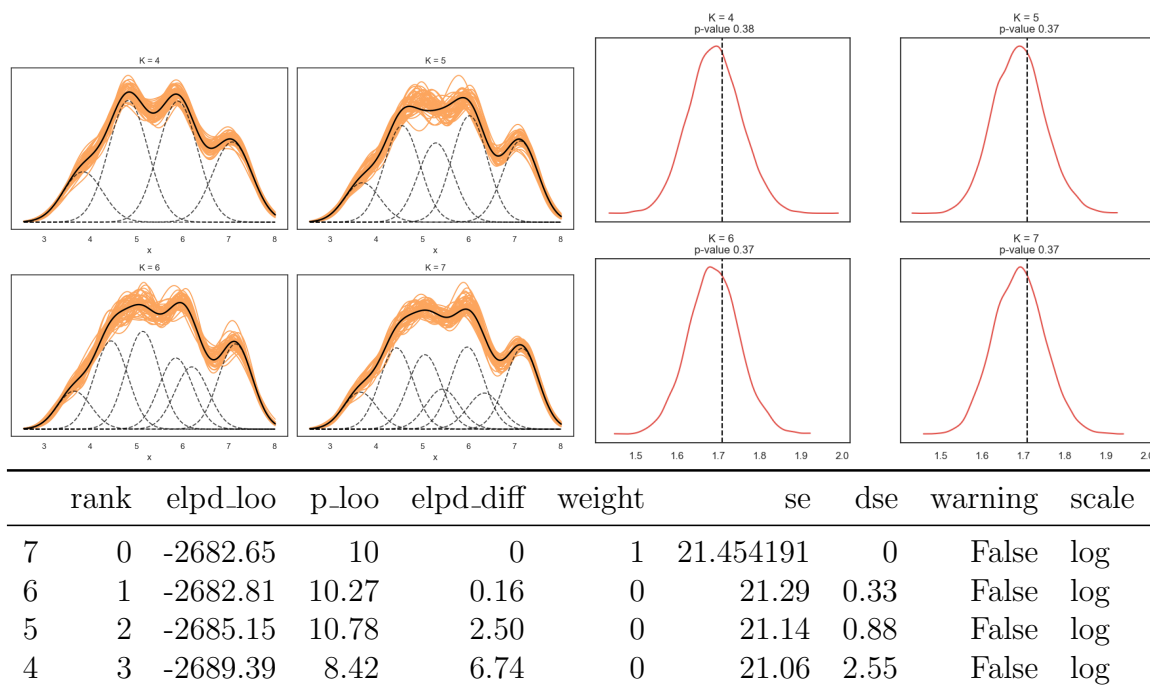 K = 4
K = 5
3 4 5 6 7 8
x
3 4 5 6 7 8
x
K = 6
K = 7
3 4 5 6 7 8
x
3 4 5 6 7 8
x
K = 4
p-value 0.38
K = 5
p-value 0.37
K = 6
p-value 0.37
K = 7
p-value 0.37
1.5 1.6 1.7 1.8 1.9 2.0
1.5 1.6 1.7 1.8 1.9 2.0
rank elpd_loo p_loo elpd_diff weight se dse warning scale
7 0 -2682.65 10 0 1 21.454191 0 False log
6 1 -2682.81 10.27 0.16 0 21.29 0.33 False log
5 2 -2685.15 10.78 2.50 0 21.14 0.88 False log
4 3 -2689.39 8.42 6.74 0 21.06 2.55 False log